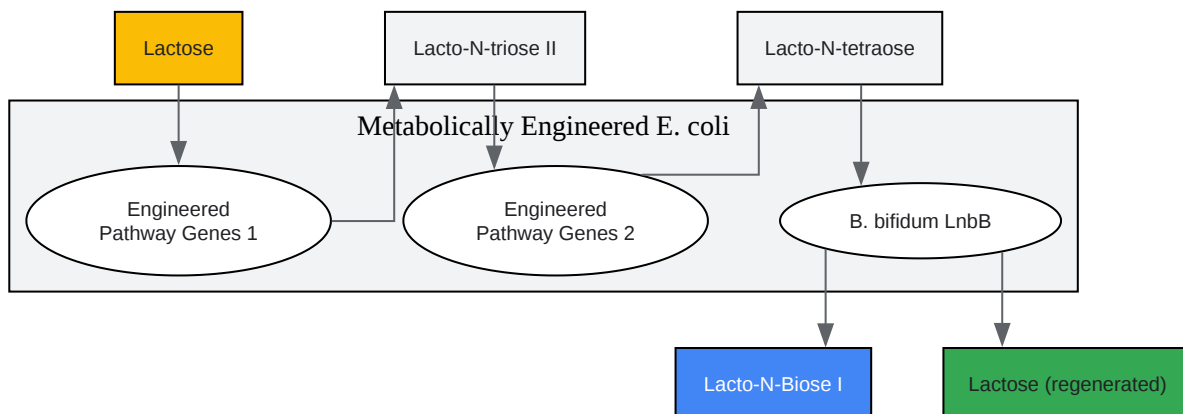 Lactose
Lacto-N-triose II
Lacto-N-tetraose
Metabolically Engineered E. coli
Engineered
Pathway Genes 1
Engineered
Pathway Genes 2
B. bifidum LnbB
Lacto-N-Biose I
Lactose (regenerated)